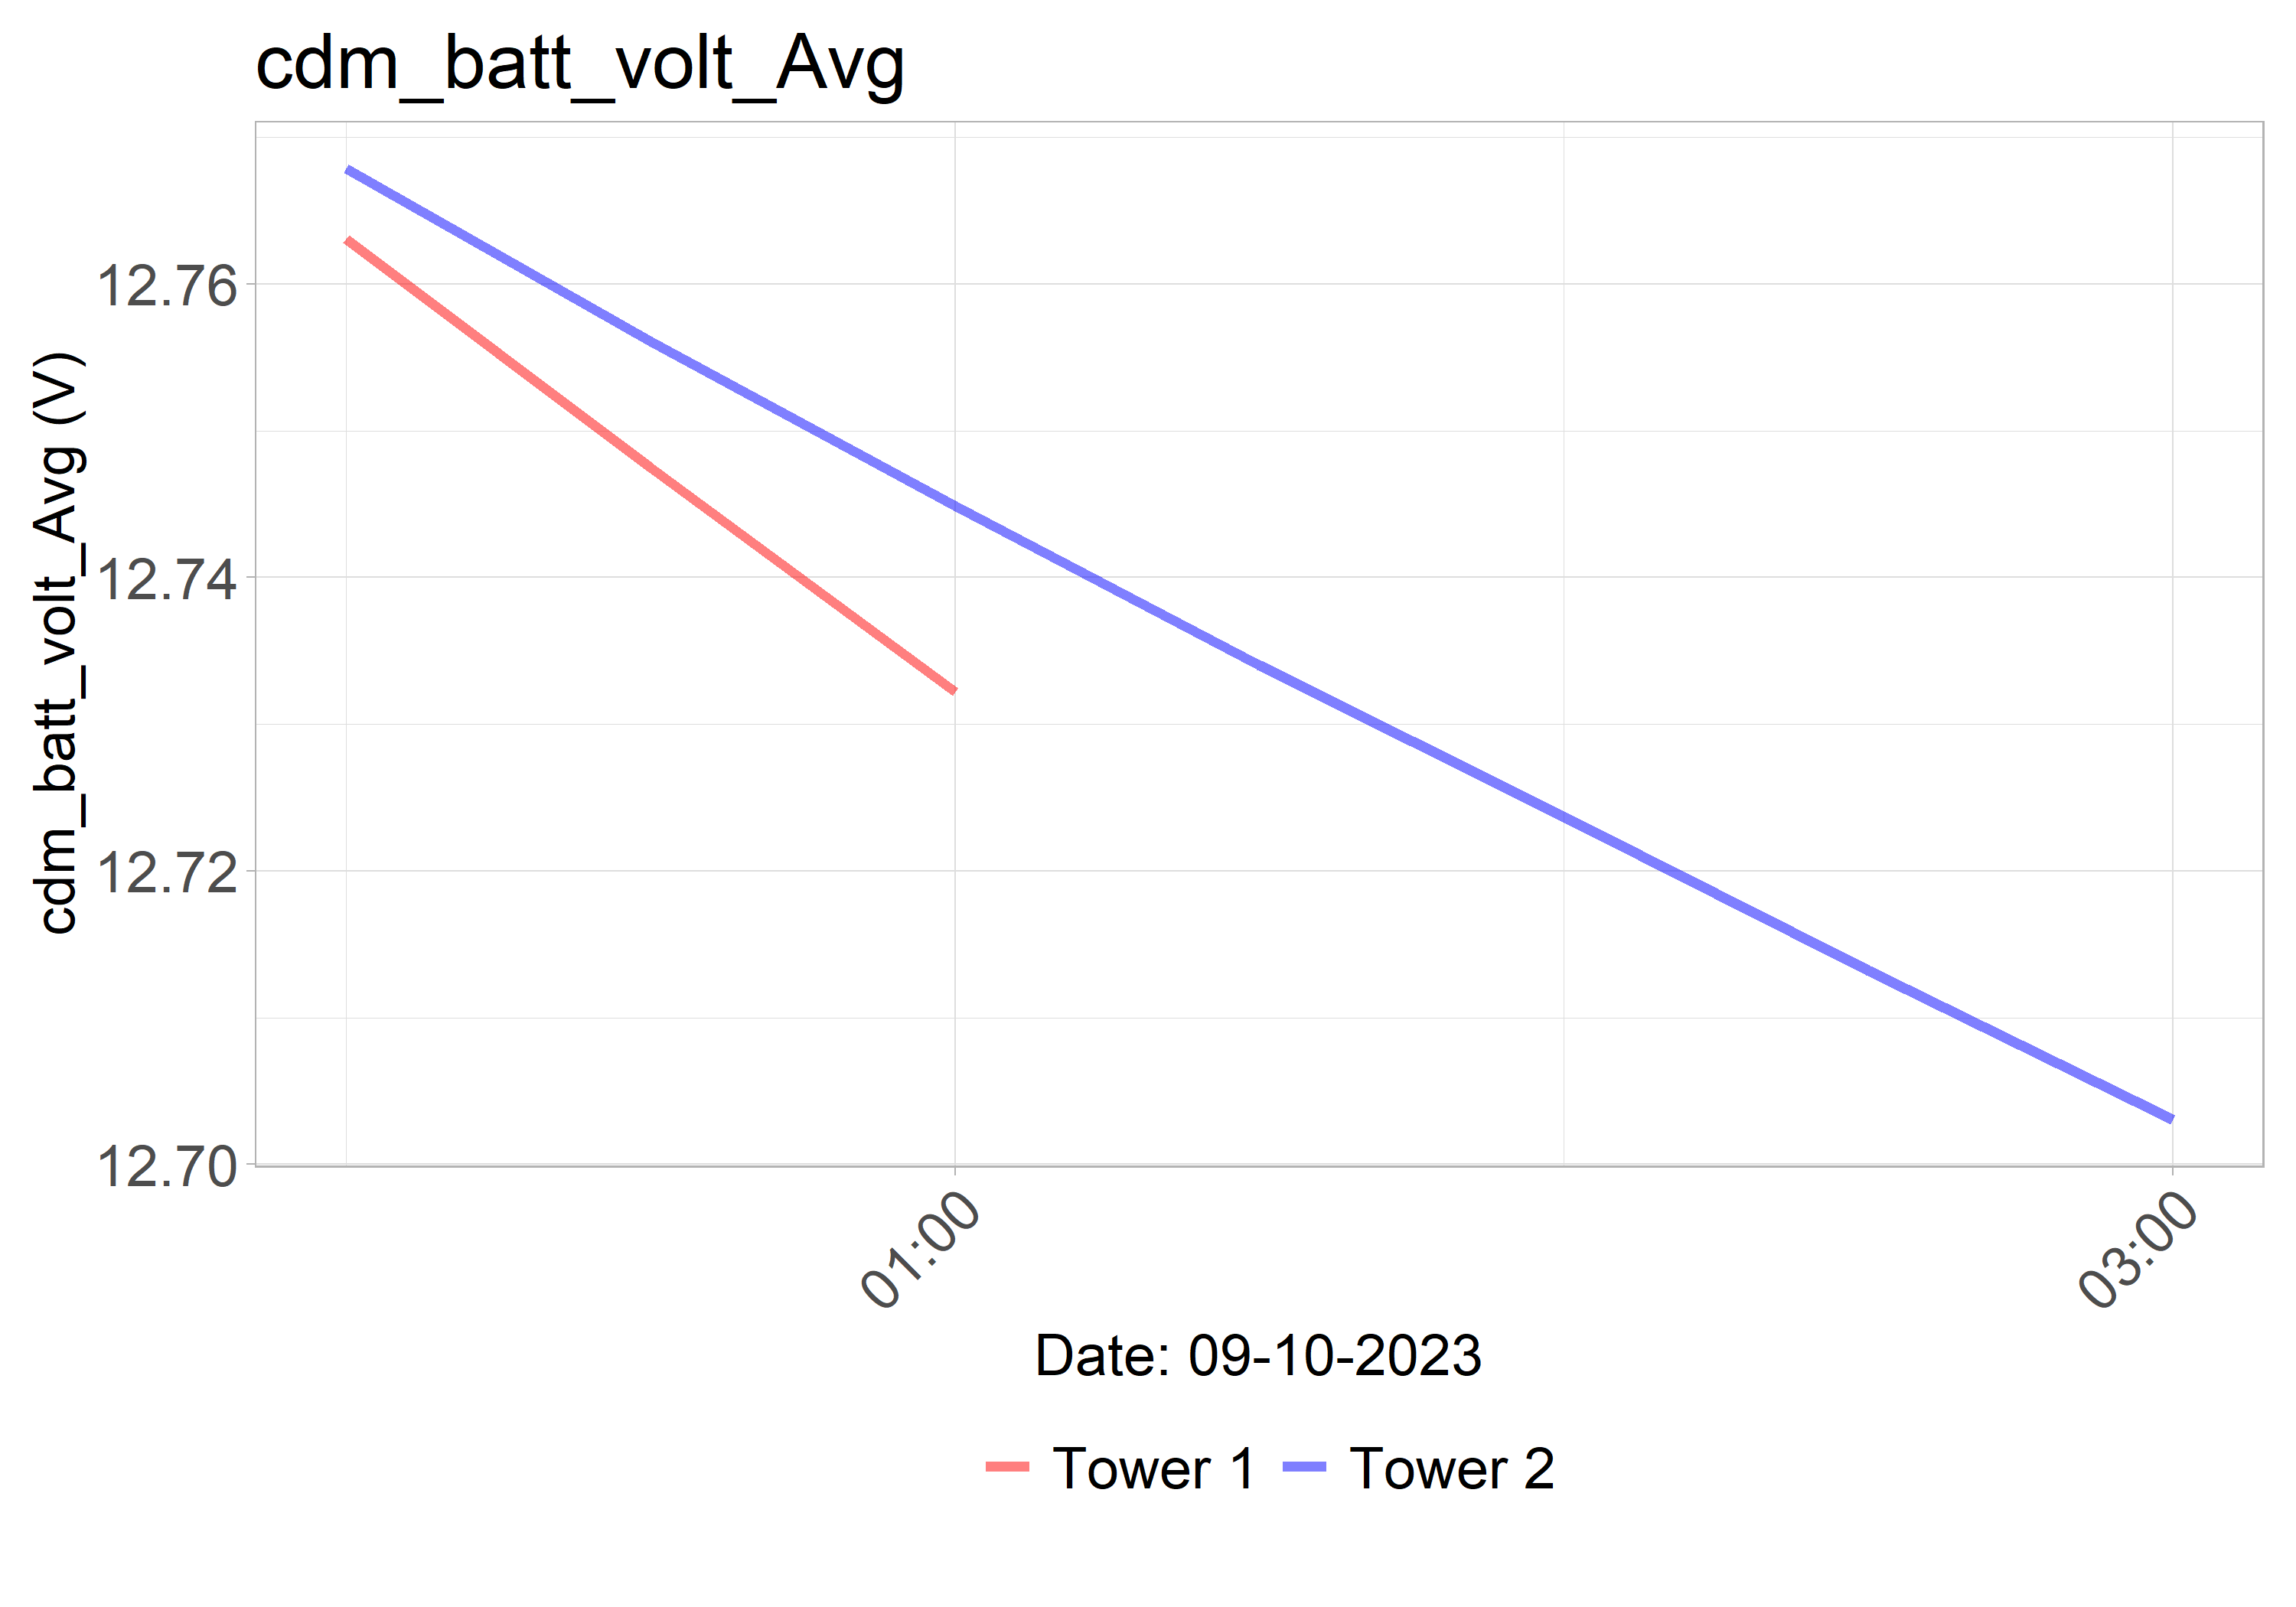 cdm_batt_volt_Avg
cdm_batt_volt_Avg (V)
12.76
12.74
12.72
12.70
01:00
03:00
Date: 09-10-2023
Tower 1
Tower 2